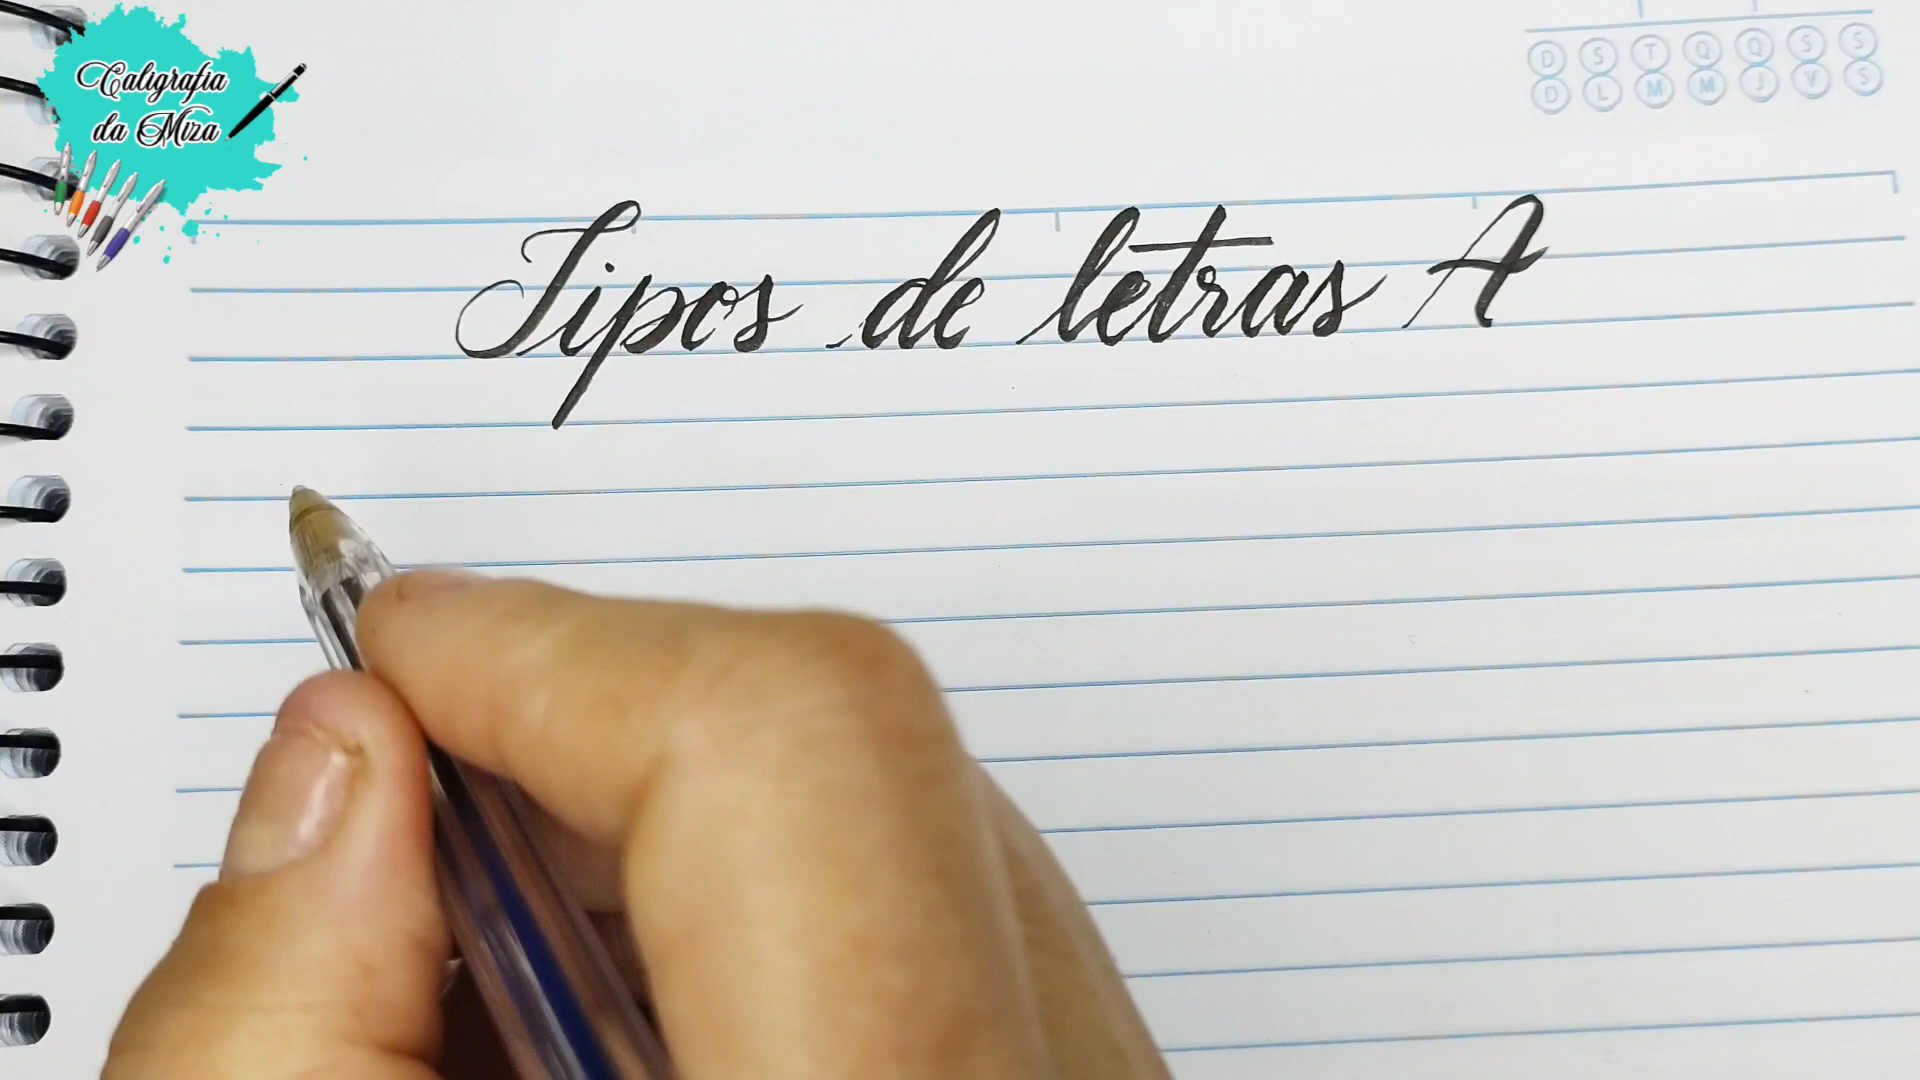 Caligrafia
da Miza
D S T Q Q S S
D L M M J V S
Tipos de letras A